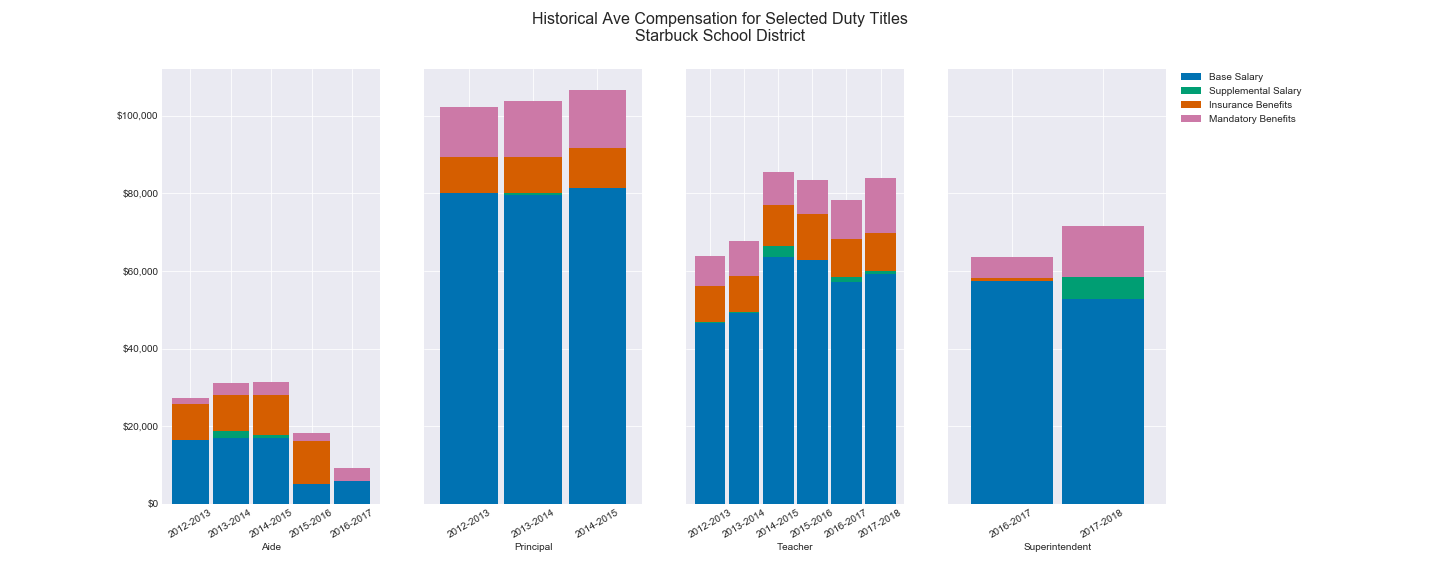 Historical Ave Compensation for Selected Duty Titles
Starbuck School District
Base Salary
Supplemental Salary
Insurance Benefits
Mandatory Benefits
$100,000
$80,000
$60,000
$40,000
$20,000
$0
2012-2013
2013-2014
2014-2015
2015-2016
2016-2017
Aide
2012-2013
2013-2014
2014-2015
Principal
2012-2013
2013-2014
2014-2015
2015-2016
2016-2017
2017-2018
Teacher
2016-2017
2017-2018
Superintendent